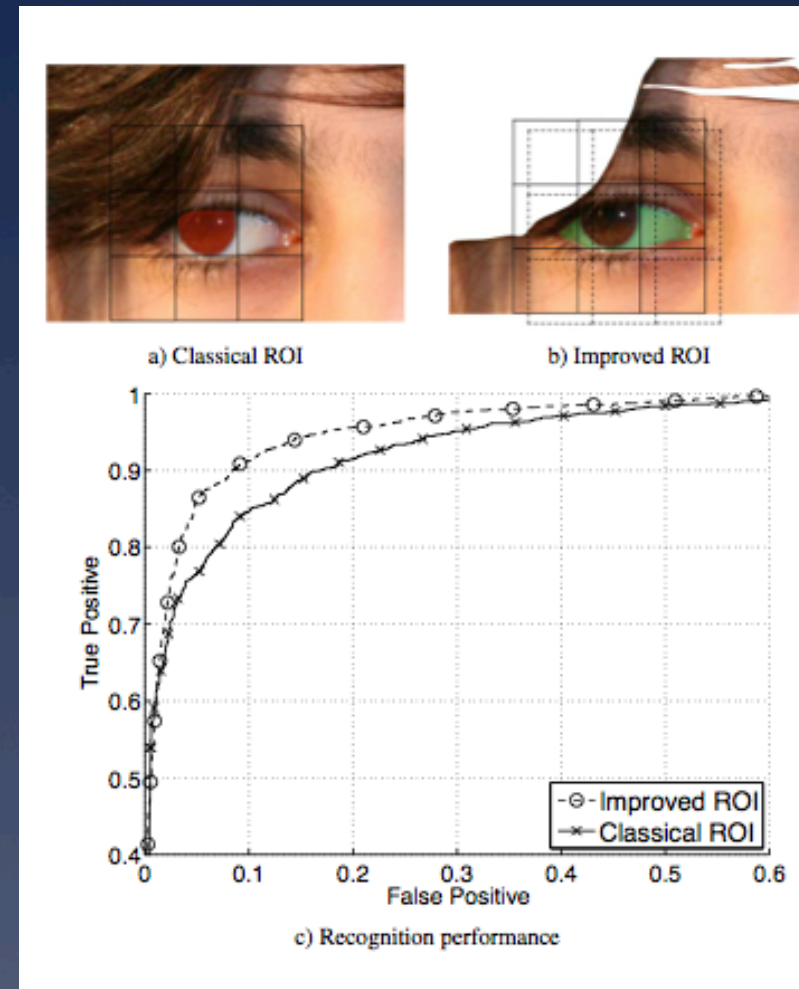 a) Classical ROI
b) Improved ROI
1
0.9
0.8
0.7
0.6
0.5
0.4
True Positive
0 0.1 0.2 0.3 0.4 0.5 0.6
False Positive
Improved ROI
Classical ROI
c) Recognition performance